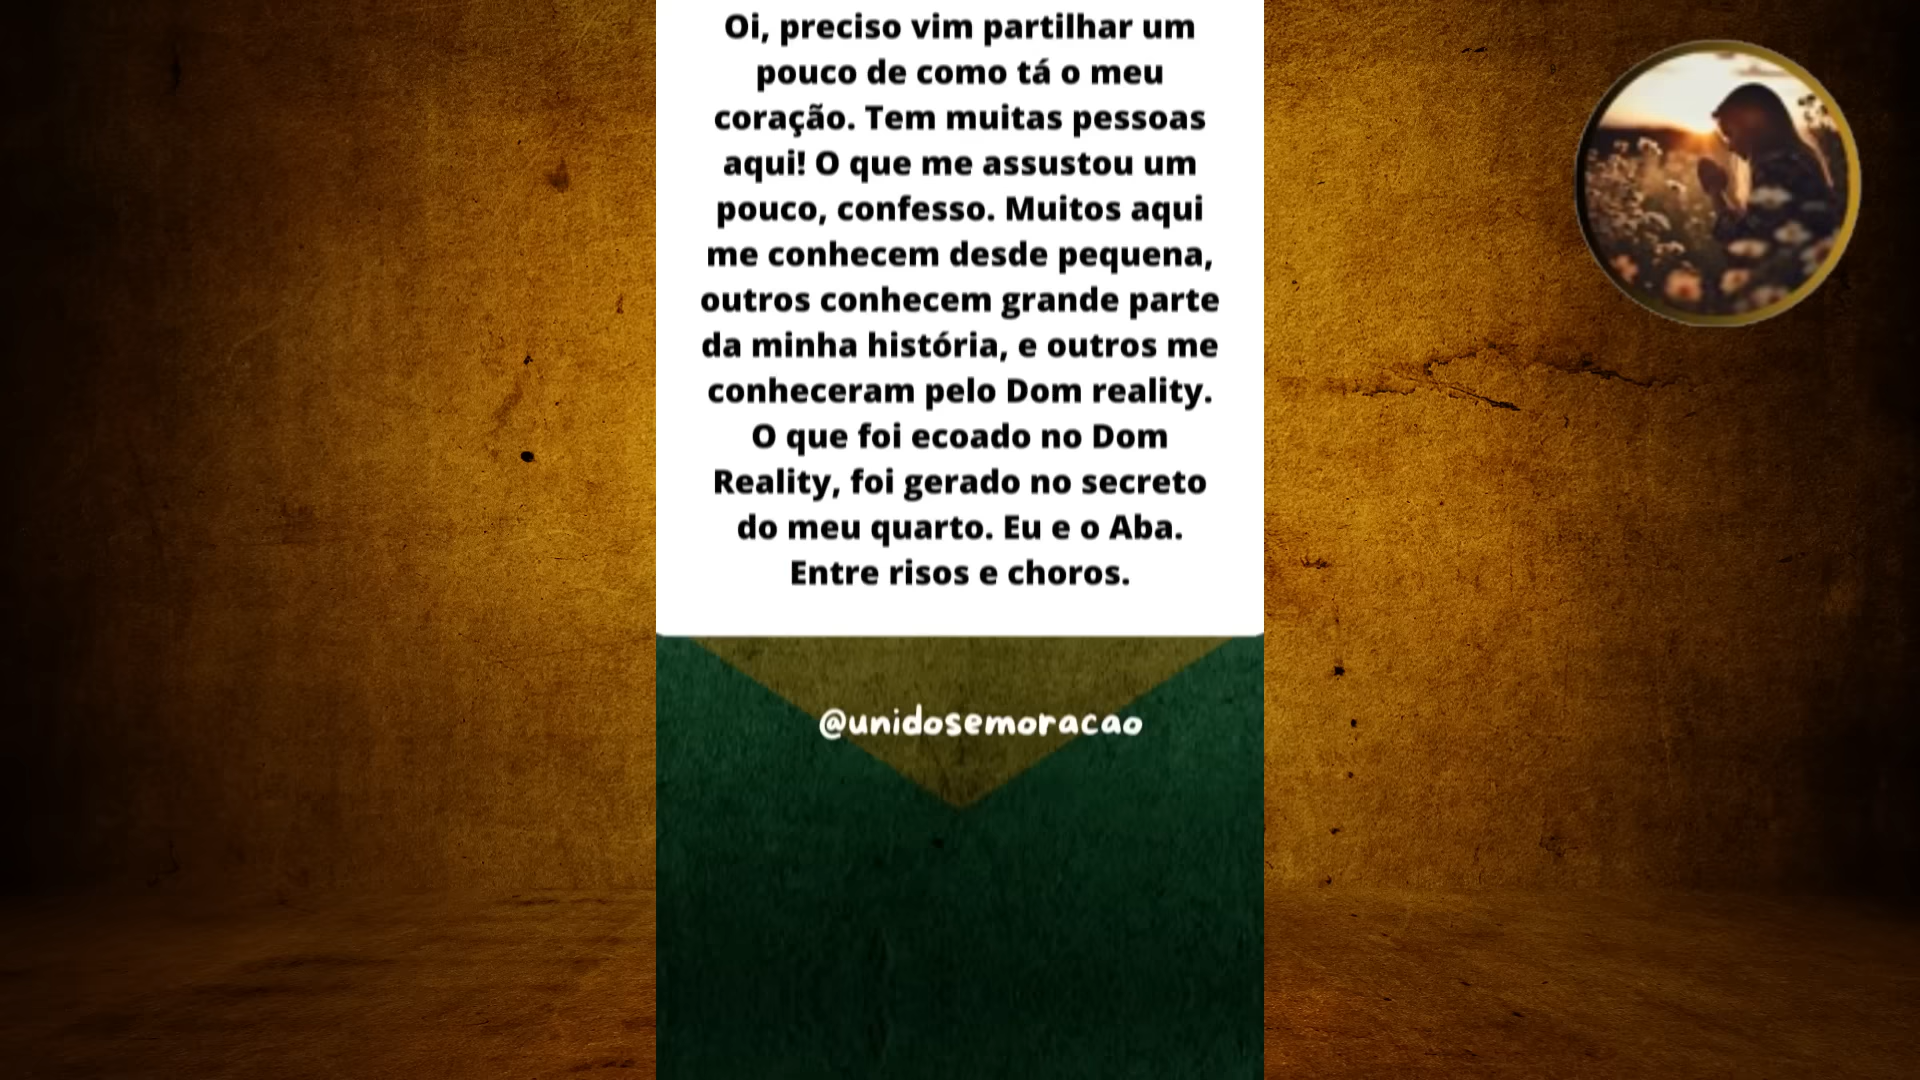 Oi, preciso vim partilhar um
pouco de como tá o meu
coração. Tem muitas pessoas
aqui! O que me assustou um
pouco, confesso. Muitos aqui
me conhecem desde pequena,
outros conhecem grande parte
da minha história, e outros me
conheceram pelo Dom reality.
O que foi ecoado no Dom
Reality, foi gerado no secreto
do meu quarto. Eu e o Aba.
Entre risos e choros.
@unidosemoracao